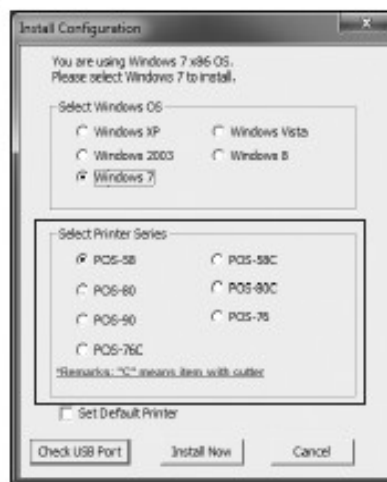 Install Configuration
You are using Windows 7 x86 OS.
Please select Windows 7 to install.
Select Windows OS
Windows XP Windows Vista
Windows 2003 Windows 8
Windows 7
Select Printer Series
POS-58 POS-58C
POS-80 POS-80C
POS-90 POS-76
POS-76C
*Remarks: "C" means item with cutter
Set Default Printer
Check USB Port Install Now Cancel